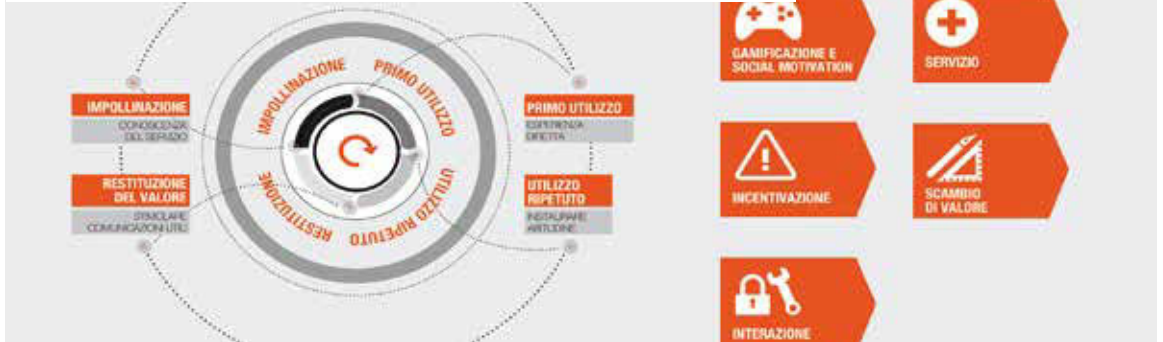 IMPOLLINAZIONE
PRIMO UTILIZZO
UTILIZZO RIPETUTO
RESTITUZIONE
IMPOLLINAZIONE
CONOSCENZA
DEL SERVIZIO
RESTITUZIONE
DEL VALORE
STIMOLARE
COMUNICAZIONI UTILI
PRIMO UTILIZZO
ESPERIENZA
DIRETTA
UTILIZZO
RIPETUTO
INSTAURARE
ABITUDINE
GAMIFICAZIONE E
SOCIAL MOTIVATION
SERVIZIO
INCENTIVAZIONE
SCAMBIO
DI VALORE
INTERAZIONE